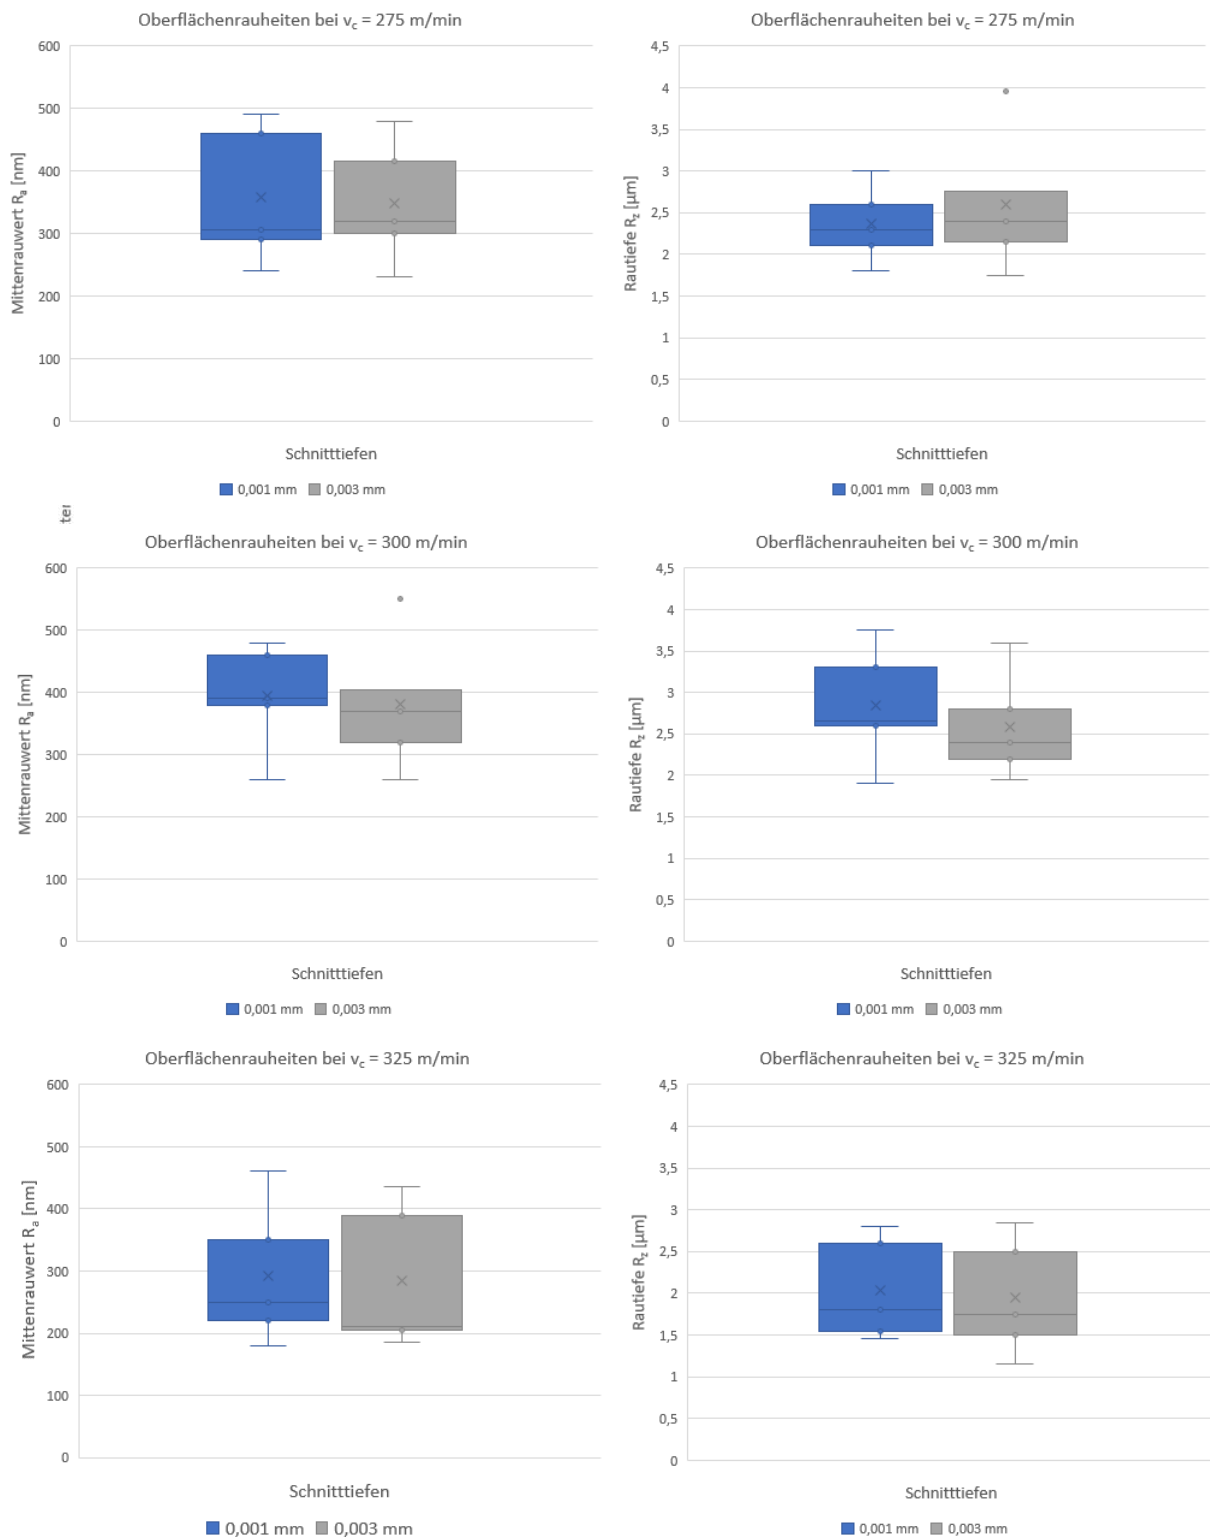 Oberflächenrauheiten bei vc = 275 m/min
Mittenrauwert Ra [nm]
600
500
400
300
200
100
0
Schnitttiefen
0,001 mm 0,003 mm
Oberflächenrauheiten bei vc = 275 m/min
Rautiefe Rz [µm]
4,5
4
3,5
3
2,5
2
1,5
1
0,5
0
Schnitttiefen
0,001 mm 0,003 mm
Oberflächenrauheiten bei vc = 300 m/min
Mittenrauwert Ra [nm]
600
500
400
300
200
100
0
Schnitttiefen
0,001 mm 0,003 mm
Oberflächenrauheiten bei vc = 300 m/min
Rautiefe Rz [µm]
4,5
4
3,5
3
2,5
2
1,5
1
0,5
0
Schnitttiefen
0,001 mm 0,003 mm
Oberflächenrauheiten bei vc = 325 m/min
Mittenrauwert Ra [nm]
600
500
400
300
200
100
0
Schnitttiefen
0,001 mm 0,003 mm
Oberflächenrauheiten bei vc = 325 m/min
Rautiefe Rz [µm]
4,5
4
3,5
3
2,5
2
1,5
1
0,5
0
Schnitttiefen
0,001 mm 0,003 mm